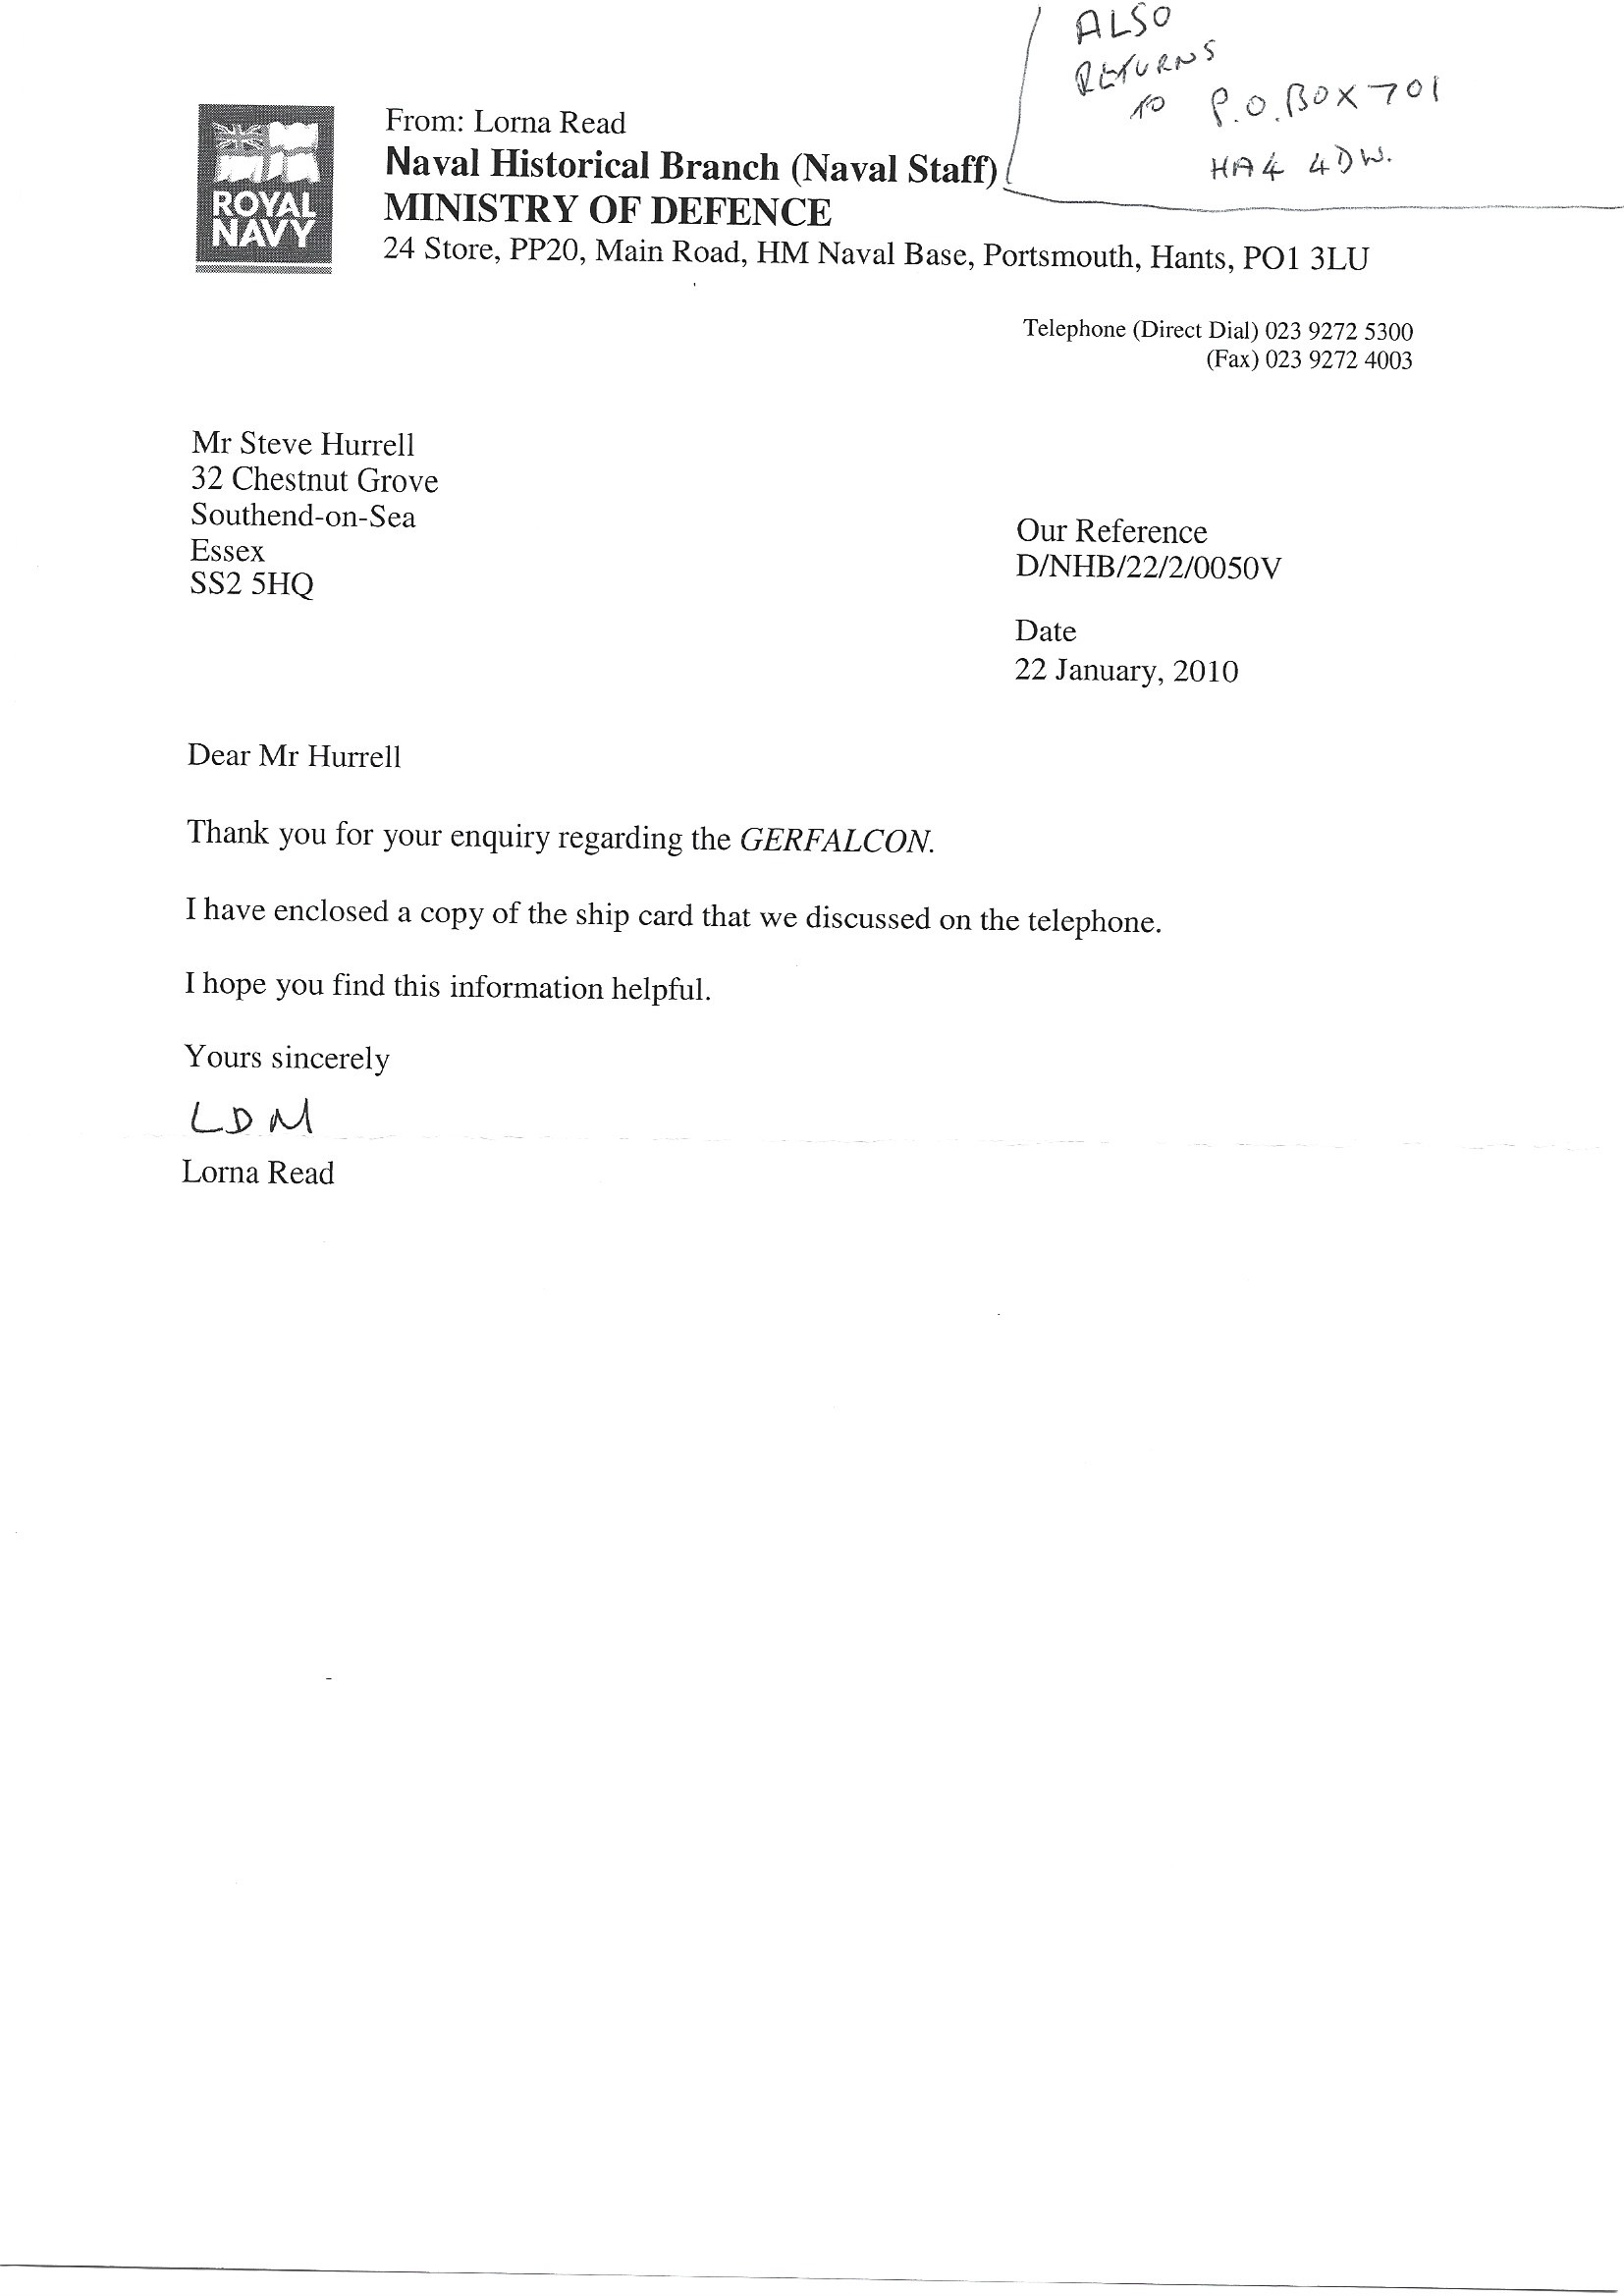 ALSO
RETURNS
TO P.O. BOX 701
HA4 4DW.
ROYAL
NAVY
From: Lorna Read
Naval Historical Branch (Naval Staff)
MINISTRY OF DEFENCE
24 Store, PP20, Main Road, HM Naval Base, Portsmouth, Hants, PO1 3LU
Telephone (Direct Dial) 023 9272 5300
(Fax) 023 9272 4003
Mr Steve Hurrell
32 Chestnut Grove
Southend-on-Sea
Essex
SS2 5HQ
Our Reference
D/NHB/22/2/0050V
Date
22 January, 2010
Dear Mr Hurrell
Thank you for your enquiry regarding the GERFALCON.
I have enclosed a copy of the ship card that we discussed on the telephone.
I hope you find this information helpful.
Yours sincerely
LDM
Lorna Read